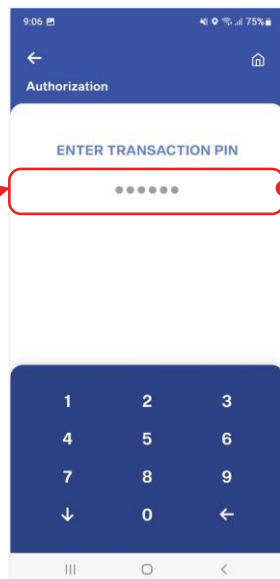 9:06 75%
Authorization
ENTER TRANSACTION PIN
1 2 3
4 5 6
7 8 9
0